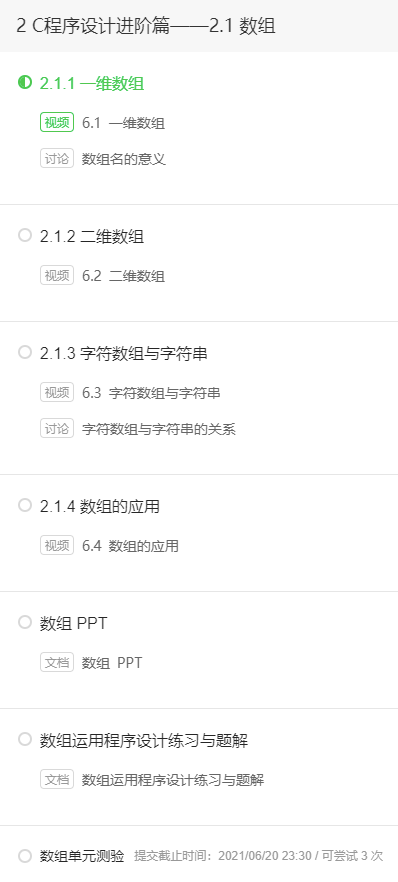 2 C程序设计进阶篇——2.1 数组
2.1.1 一维数组
视频 6.1 一维数组
讨论 数组名的意义
2.1.2 二维数组
视频 6.2 二维数组
2.1.3 字符数组与字符串
视频 6.3 字符数组与字符串
讨论 字符数组与字符串的关系
2.1.4 数组的应用
视频 6.4 数组的应用
数组 PPT
文档 数组 PPT
数组运用程序设计练习与题解
文档 数组运用程序设计练习与题解
数组单元测验 提交截止时间：2021/06/20 23:30 / 可尝试 3 次